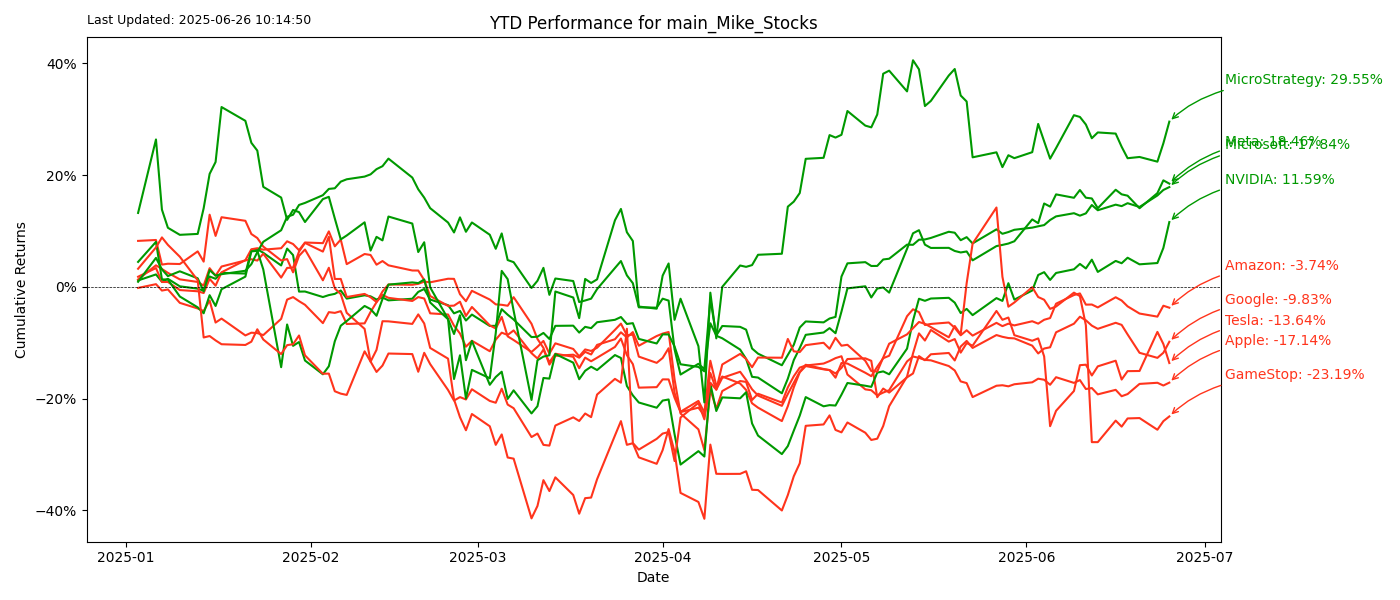 Last Updated: 2025-06-26 10:14:50
YTD Performance for main_Mike_Stocks
Cumulative Returns
40%
20%
0%
−20%
−40%
MicroStrategy: 29.55%
Meta: 18.46%
Microsoft: 17.84%
NVIDIA: 11.59%
Amazon: -3.74%
Google: -9.83%
Tesla: -13.64%
Apple: -17.14%
GameStop: -23.19%
2025-01
2025-02
2025-03
2025-04
2025-05
2025-06
2025-07
Date